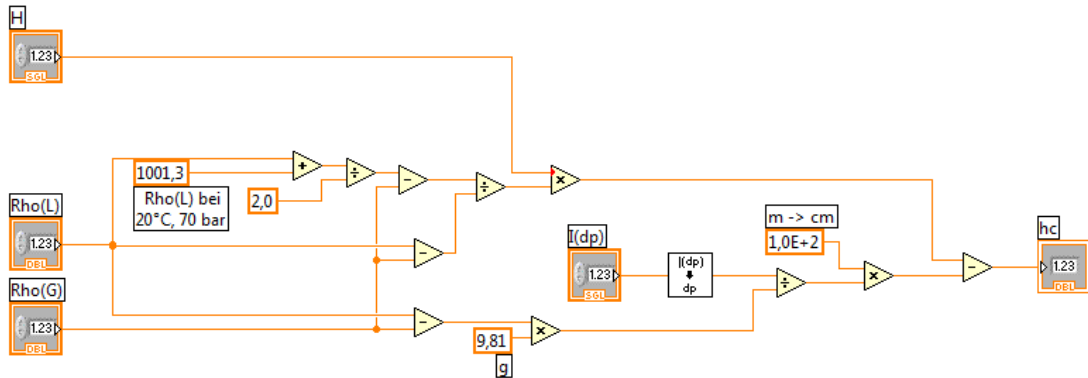 H
1.23
SGL
+
÷
1001,3
−
÷
×
Rho(L) bei
20°C, 70 bar
2,0
Rho(L)
1.23
DBL
−
m -> cm
1,0E+2
I(dp)
1.23
SGL
I(dp)
dp
÷
×
−
hc
1.23
DBL
Rho(G)
1.23
DBL
−
×
9,81
g